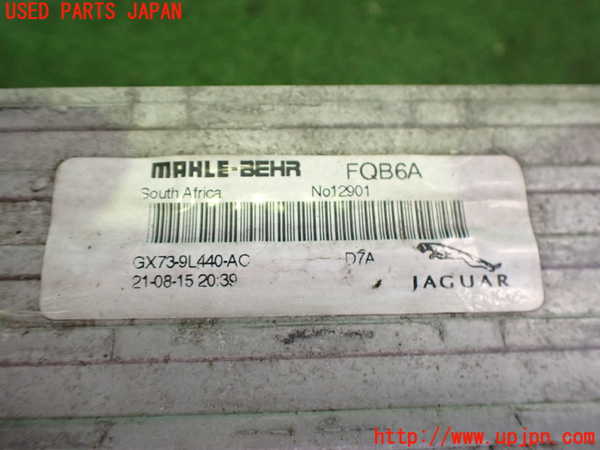 USED PARTS JAPAN
MAHLE-BEHR FQB6A
South Africa No12901
GX73-9L440-AC D7A
21-08-15 20:39
JAGUAR
http://www.upjpn.com/